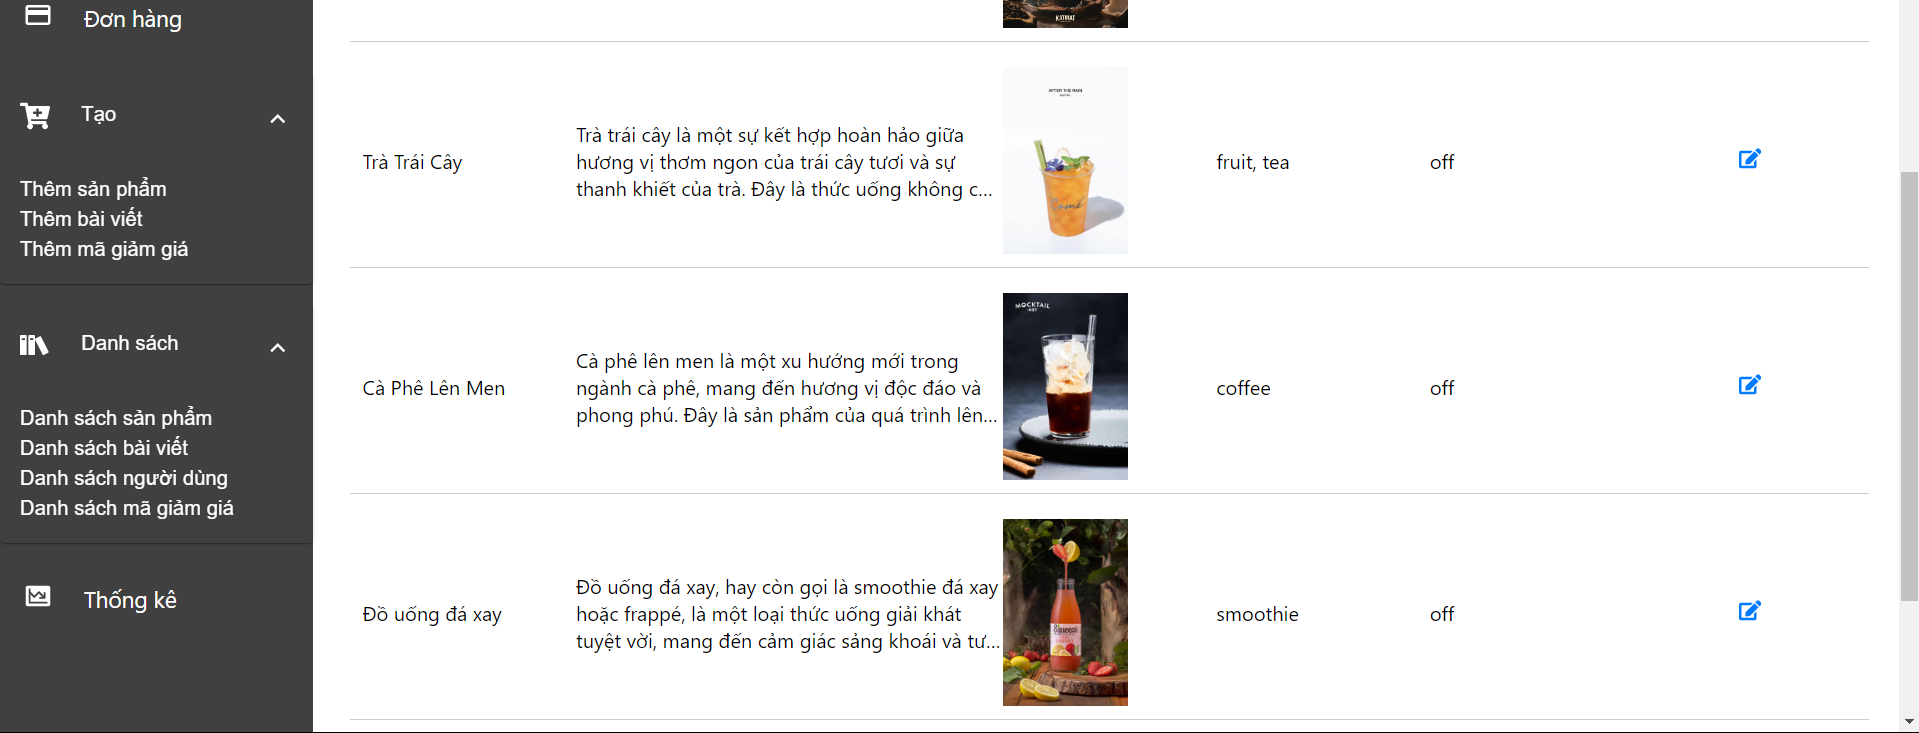 Đơn hàng
Tạo
Thêm sản phẩm
Thêm bài viết
Thêm mã giảm giá
Danh sách
Danh sách sản phẩm
Danh sách bài viết
Danh sách người dùng
Danh sách mã giảm giá
Thống kê
KATINAT
Trà Trái Cây
Trà trái cây là một sự kết hợp hoàn hảo giữa
hương vị thơm ngon của trái cây tươi và sự
thanh khiết của trà. Đây là thức uống không c...
AFTER THE RAIN
fruit, tea
off
Cà Phê Lên Men
Cà phê lên men là một xu hướng mới trong
ngành cà phê, mang đến hương vị độc đáo và
phong phú. Đây là sản phẩm của quá trình lên...
MOCKTAIL
coffee
off
Đồ uống đá xay
Đồ uống đá xay, hay còn gọi là smoothie đá xay
hoặc frappé, là một loại thức uống giải khát
tuyệt vời, mang đến cảm giác sảng khoái và tư...
smoothie
off